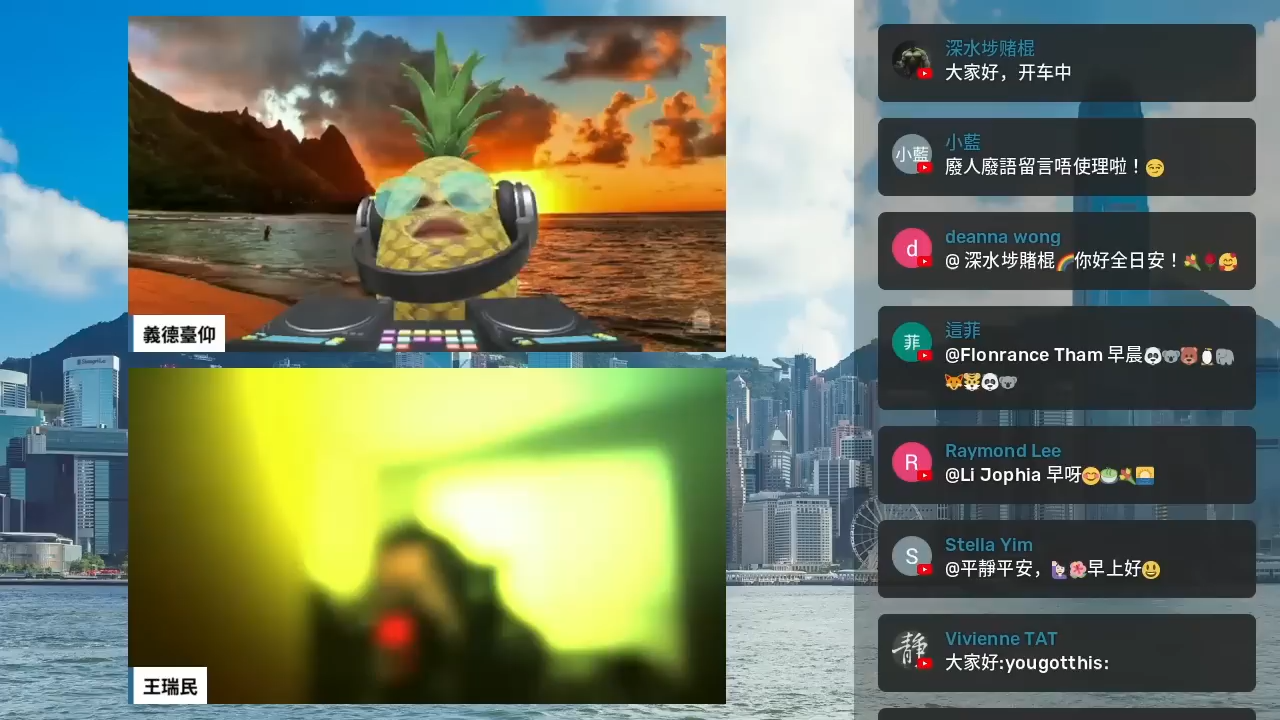 義德臺仰
王瑞民
深水埗赌棍
大家好，开车中
小藍
小藍
廢人廢語留言唔使理啦！😏
d
deanna wong
@ 深水埗賭棍🌈你好全日安！💐🌹🥰
菲
這菲
@Flonrance Tham 早晨🐼🐨🐻🐧🐘
🦊🐯🐼🐨
R
Raymond Lee
@Li Jophia 早呀😊🥗💐🌅
S
Stella Yim
@平靜平安，🙋🏻‍♀️🌺早上好😃
靜
Vivienne TAT
大家好:yougotthis: